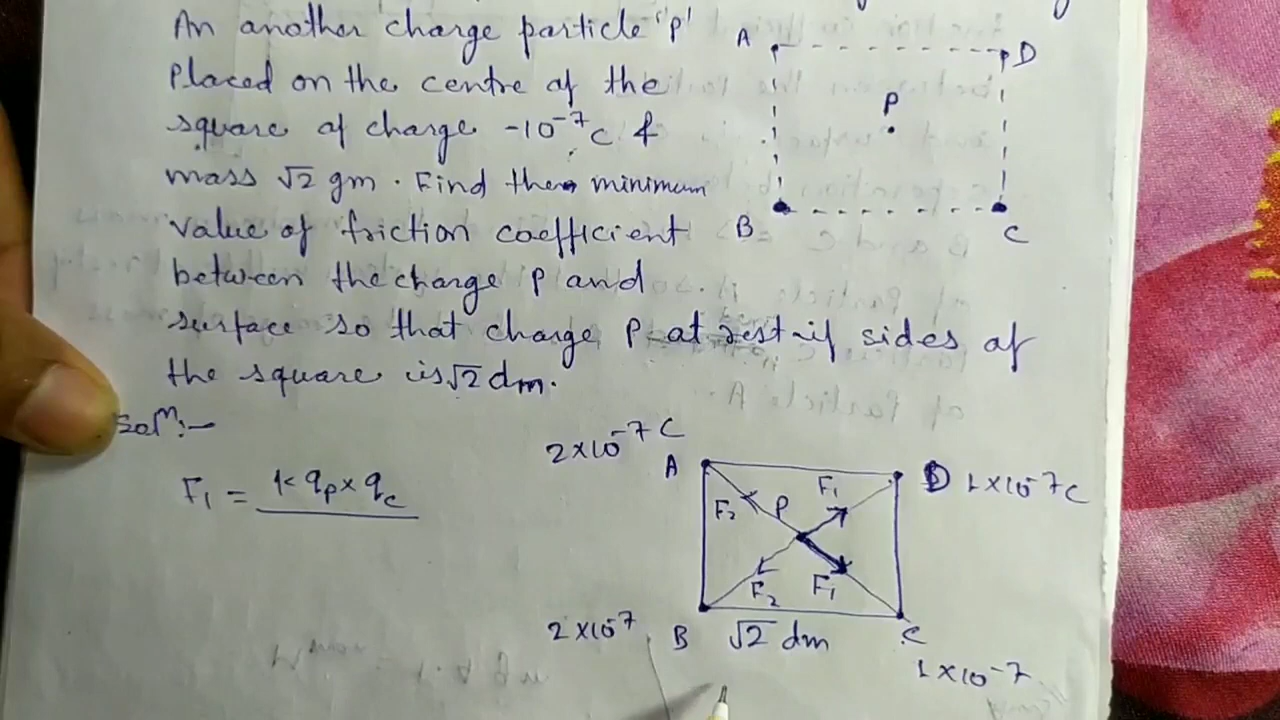 An another charge particle 'P'
Placed on the centre of the
square of charge -10⁻⁷C &
mass √2 gm. Find the minimum
value of friction coefficient
between the charge P and
surface so that charge P at rest if sides of
the square is √2 dm.
A
D
P
B
C
Solⁿ:-
F₁ = K qₚ × q꜀
2×10⁻⁷ C
A
D 1×10⁻⁷C
F₂
P
F₁
F₂
F₁
2×10⁻⁷
B √2 dm
C
1×10⁻⁷